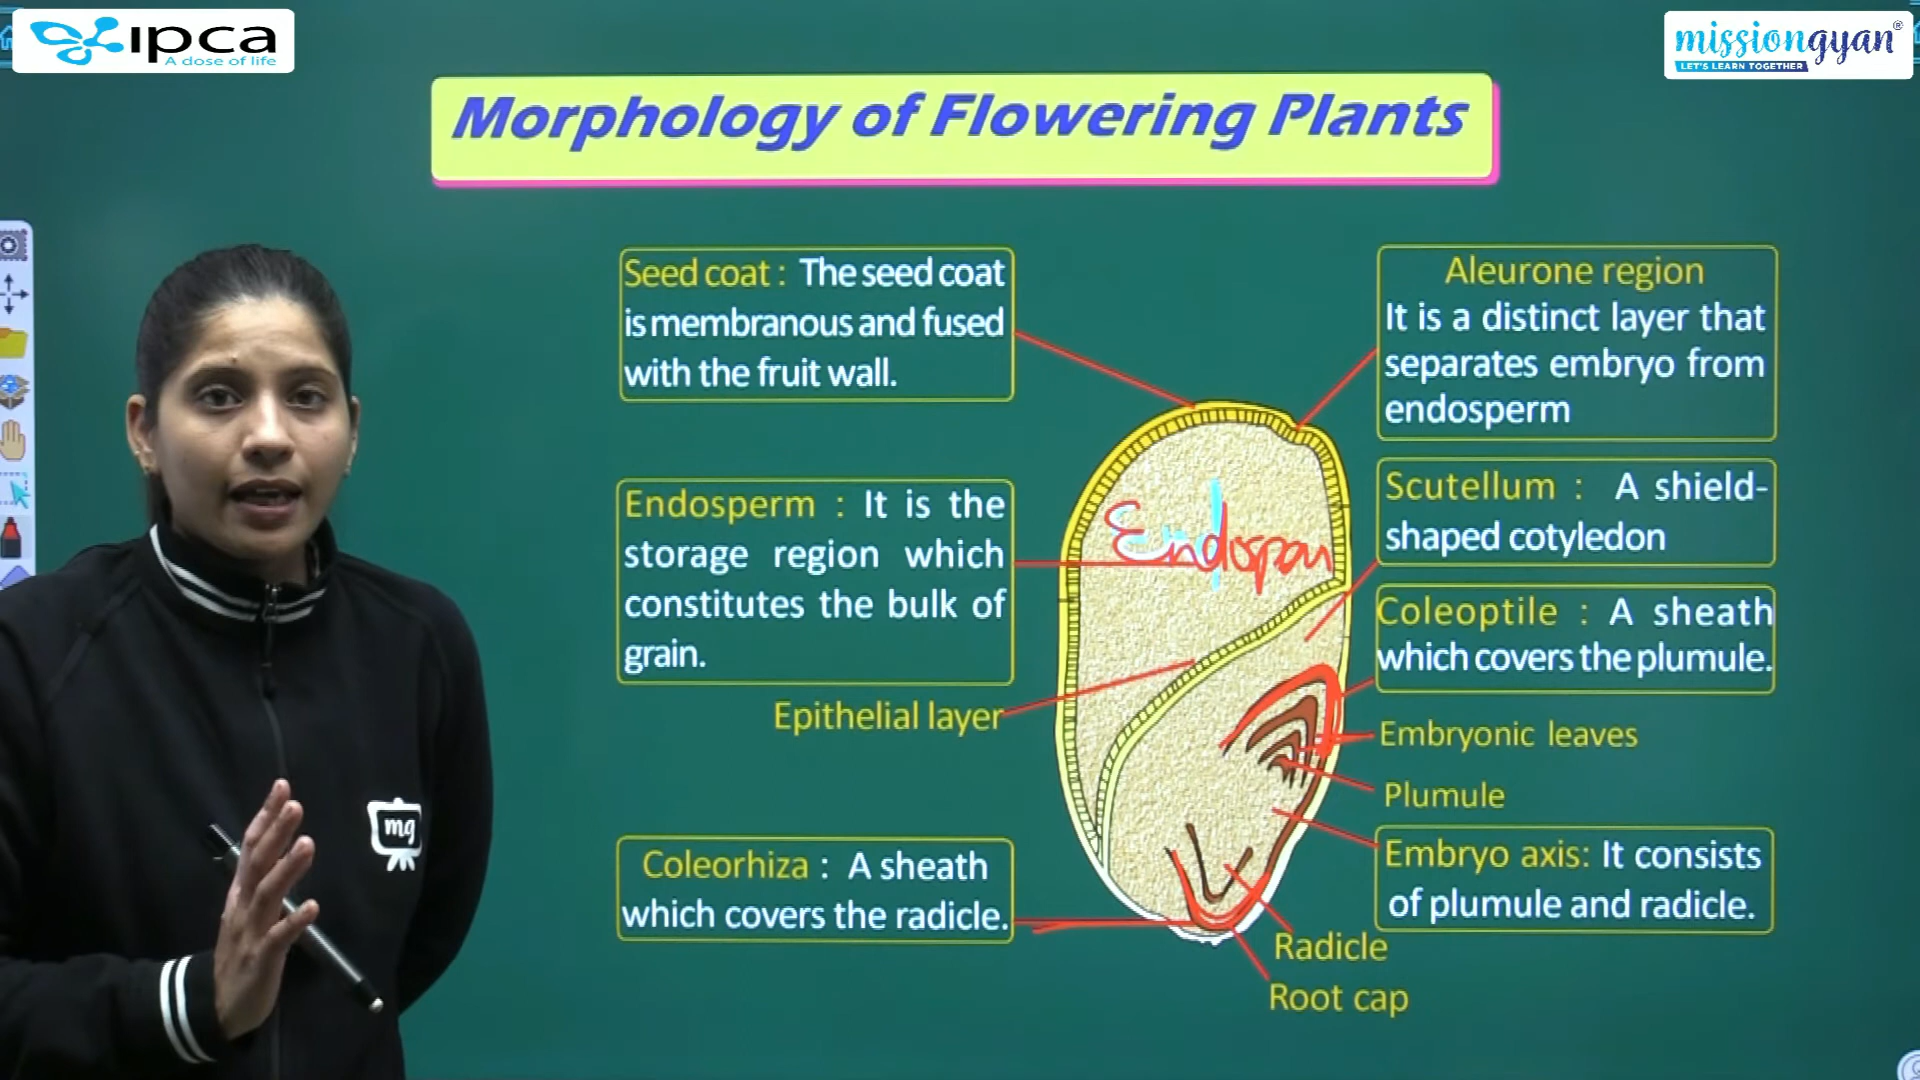 ipca
A dose of life
missiongyan®
LET'S LEARN TOGETHER
Morphology of Flowering Plants
Seed coat : The seed coat
is membranous and fused
with the fruit wall.
Aleurone region
It is a distinct layer that
separates embryo from
endosperm
Endosperm : It is the
storage region which
constitutes the bulk of
grain.
Scutellum : A shield-
shaped cotyledon
Coleoptile : A sheath
which covers the plumule.
Epithelial layer
Embryonic leaves
Plumule
Coleorhiza : A sheath
which covers the radicle.
Embryo axis: It consists
of plumule and radicle.
Radicle
Root cap
mg